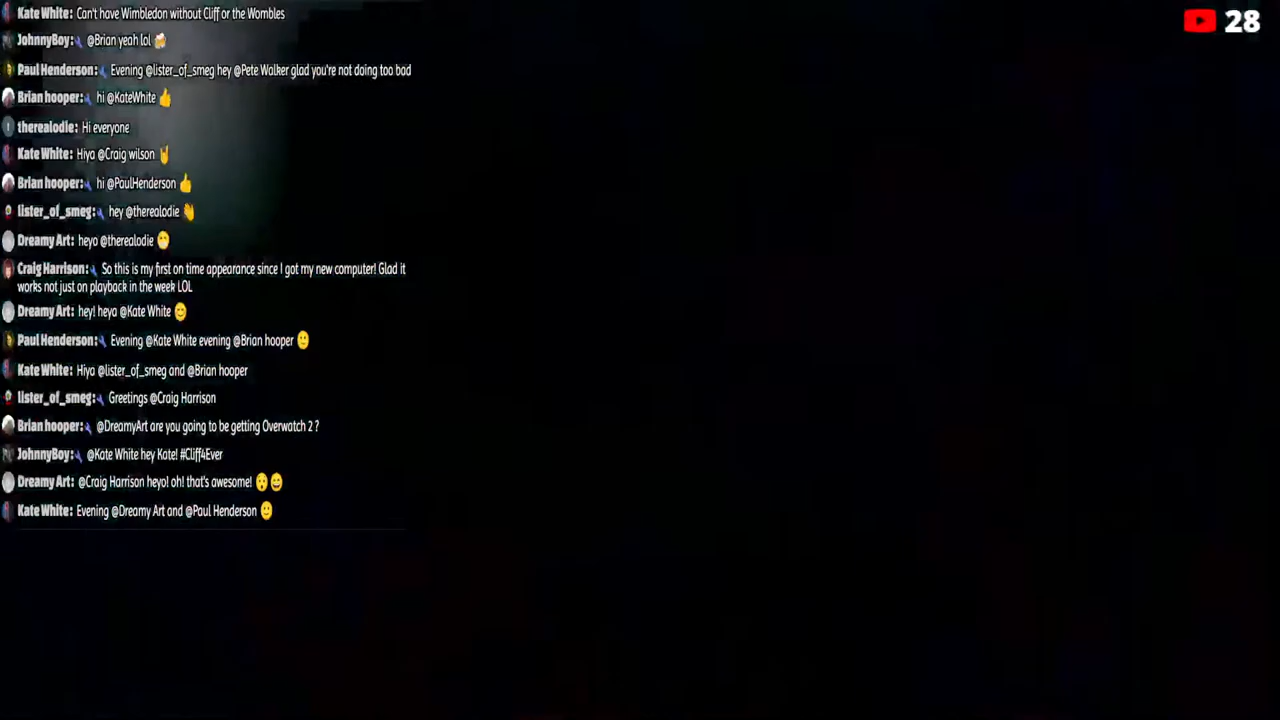 Kate White: Can't have Wimbledon without Cliff or the Wombles
28
JohnnyBoy: @Brian yeah lol 🍻
Paul Henderson: Evening @lister_of_smeg hey @Pete Walker glad you're not doing too bad
Brian hooper: hi @KateWhite 👍
therealodie: Hi everyone
Kate White: Hiya @Craig wilson 🤘
Brian hooper: hi @PaulHenderson 👍
lister_of_smeg: hey @therealodie 👋
Dreamy Art: heyo @therealodie 😁
Craig Harrison: So this is my first on time appearance since I got my new computer! Glad it
works not just on playback in the week LOL
Dreamy Art: hey! heya @Kate White 😊
Paul Henderson: Evening @Kate White evening @Brian hooper 🙂
Kate White: Hiya @lister_of_smeg and @Brian hooper
lister_of_smeg: Greetings @Craig Harrison
Brian hooper: @DreamyArt are you going to be getting Overwatch 2 ?
JohnnyBoy: @Kate White hey Kate! #Cliff4Ever
Dreamy Art: @Craig Harrison heyo! oh! that's awesome! 😯😄
Kate White: Evening @Dreamy Art and @Paul Henderson 🙂